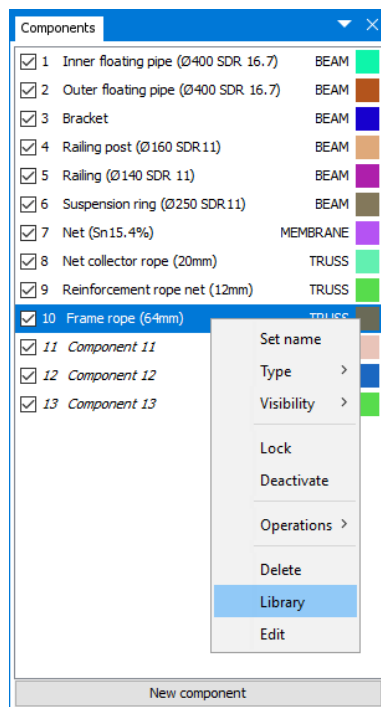 Components
1 Inner floating pipe (Ø400 SDR 16.7) BEAM
2 Outer floating pipe (Ø400 SDR 16.7) BEAM
3 Bracket BEAM
4 Railing post (Ø160 SDR11) BEAM
5 Railing (Ø140 SDR 11) BEAM
6 Suspension ring (Ø250 SDR11) BEAM
7 Net (Sn15.4%) MEMBRANE
8 Net collector rope (20mm) TRUSS
9 Reinforcement rope net (12mm) TRUSS
10 Frame rope (64mm) TRUSS
11 Component 11
12 Component 12
13 Component 13
Set name
Type
Visibility
Lock
Deactivate
Operations
Delete
Library
Edit
New component